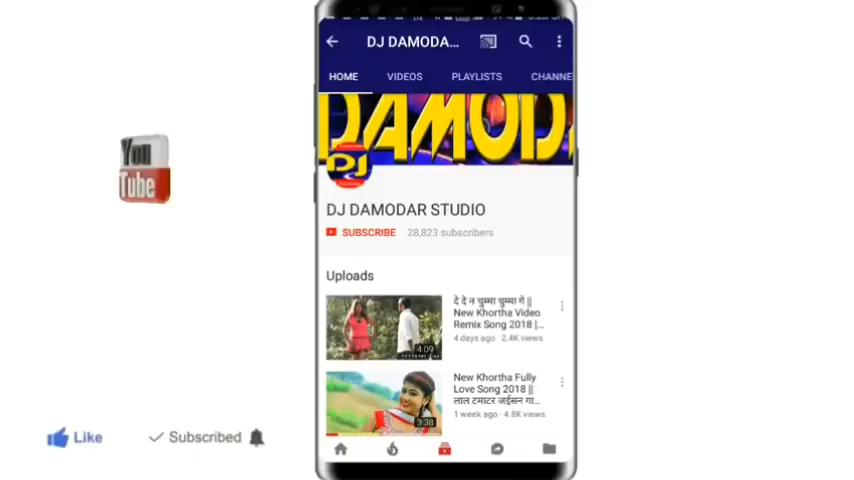 DJ DAMODA...
HOME VIDEOS PLAYLISTS CHANNE
DAMODA
DJ
You
Tube
DJ DAMODAR STUDIO
SUBSCRIBE 28,823 subscribers
Uploads
दे दे न चुम्मा चुम्मा गे ||
New Khortha Video
Remix Song 2018 |...
4 days ago · 2.4K views
4:09
New Khortha Fully
Love Song 2018 ||
लाल टमाटर जईसन गा...
1 week ago · 4.8K views
3:38
Like
Subscribed